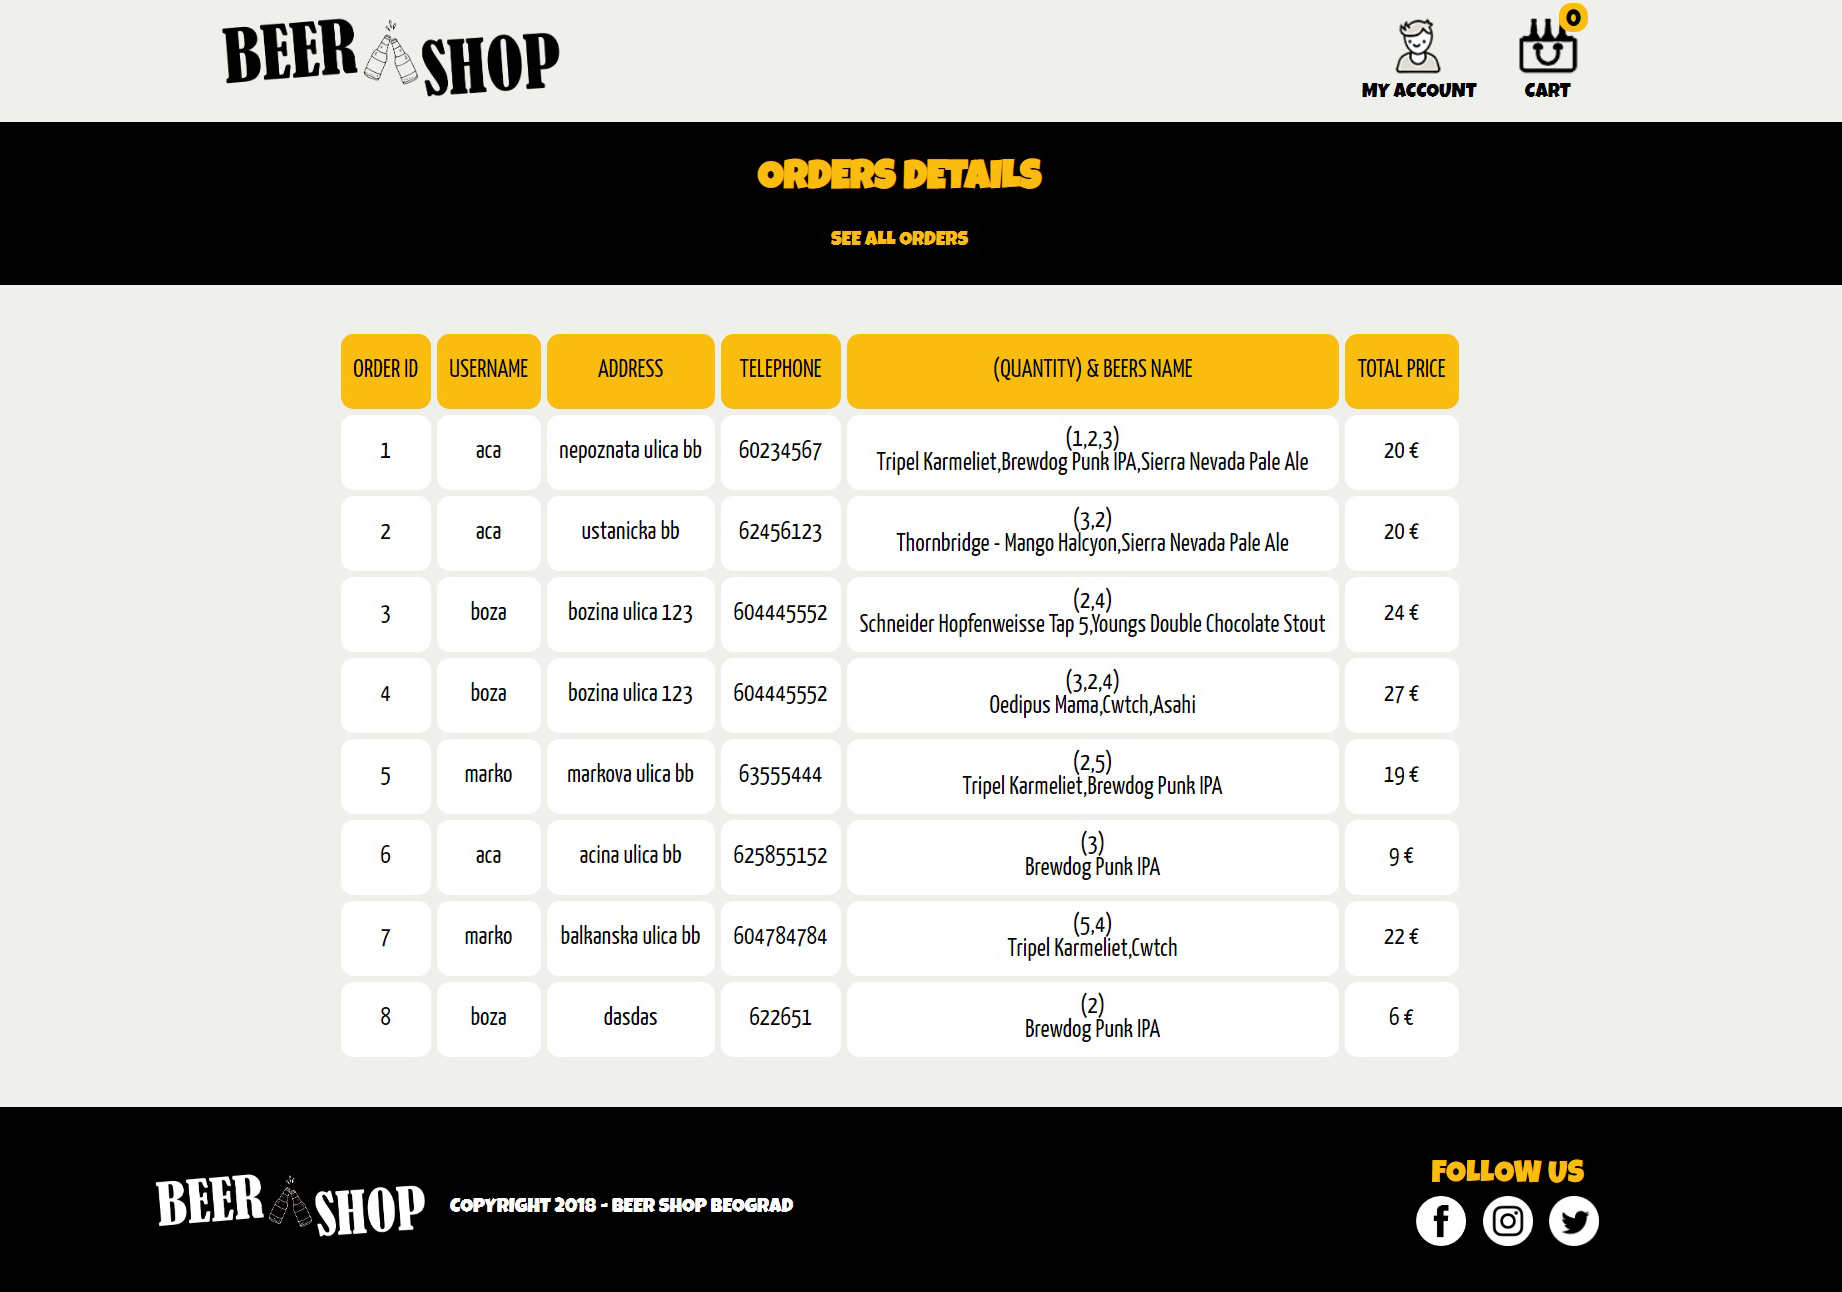 BEER SHOP
0
MY ACCOUNT CART
ORDERS DETAILS
SEE ALL ORDERS
ORDER ID USERNAME ADDRESS TELEPHONE (QUANTITY) & BEERS NAME TOTAL PRICE
1 aca nepoznata ulica bb 60234567 (1,2,3) 20 €
Tripel Karmeliet,Brewdog Punk IPA,Sierra Nevada Pale Ale
2 aca ustanicka bb 62456123 (3,2) 20 €
Thornbridge - Mango Halcyon,Sierra Nevada Pale Ale
3 boza bozina ulica 123 604445552 (2,4) 24 €
Schneider Hopfenweisse Tap 5,Youngs Double Chocolate Stout
4 boza bozina ulica 123 604445552 (3,2,4) 27 €
Oedipus Mama,Cwtch,Asahi
5 marko markova ulica bb 63555444 (2,5) 19 €
Tripel Karmeliet,Brewdog Punk IPA
6 aca acina ulica bb 625855152 (3) 9 €
Brewdog Punk IPA
7 marko balkanska ulica bb 604784784 (5,4) 22 €
Tripel Karmeliet,Cwtch
8 boza dasdas 622651 (2) 6 €
Brewdog Punk IPA
BEER SHOP COPYRIGHT 2018 - BEER SHOP BEOGRAD
FOLLOW US